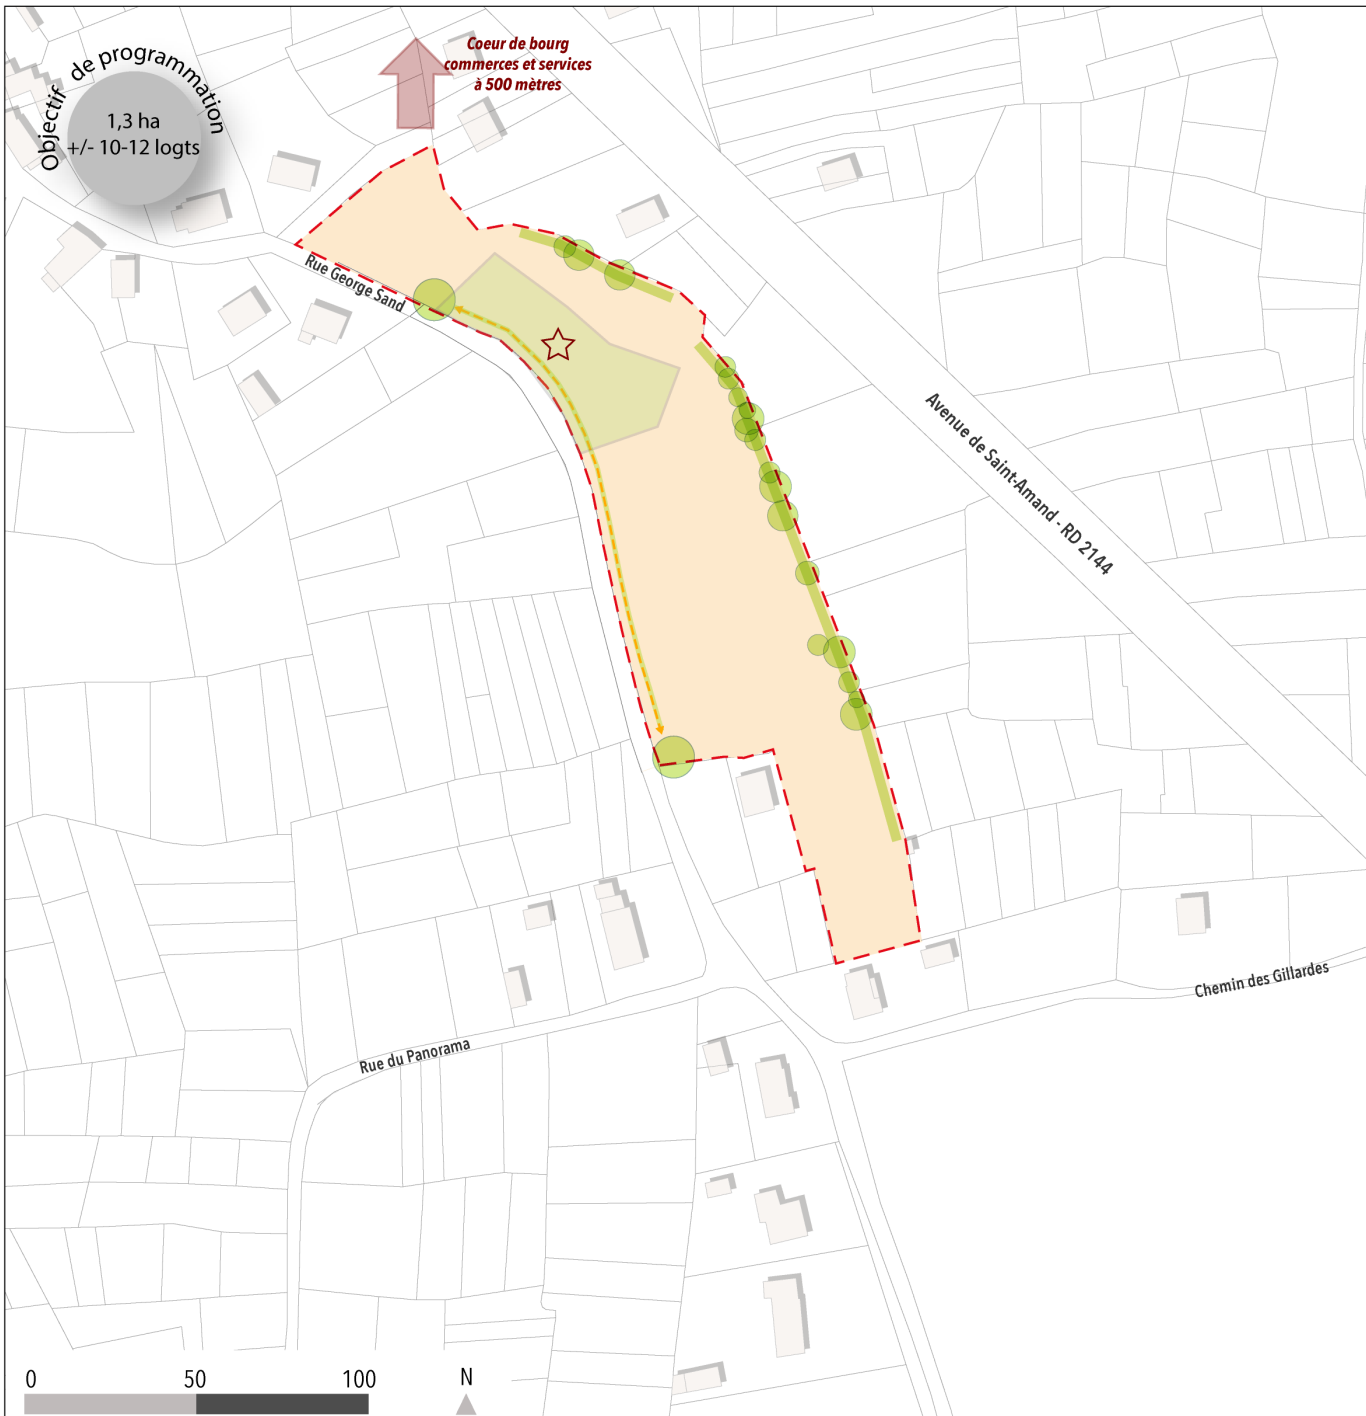 Objectif de programmation
1,3 ha
+/- 10-12 logts
Coeur de bourg
commerces et services
à 500 mètres
Rue George Sand
Avenue de Saint-Amand - RD 2144
Chemin des Gillardes
Rue du Panorama
0 50 100 N